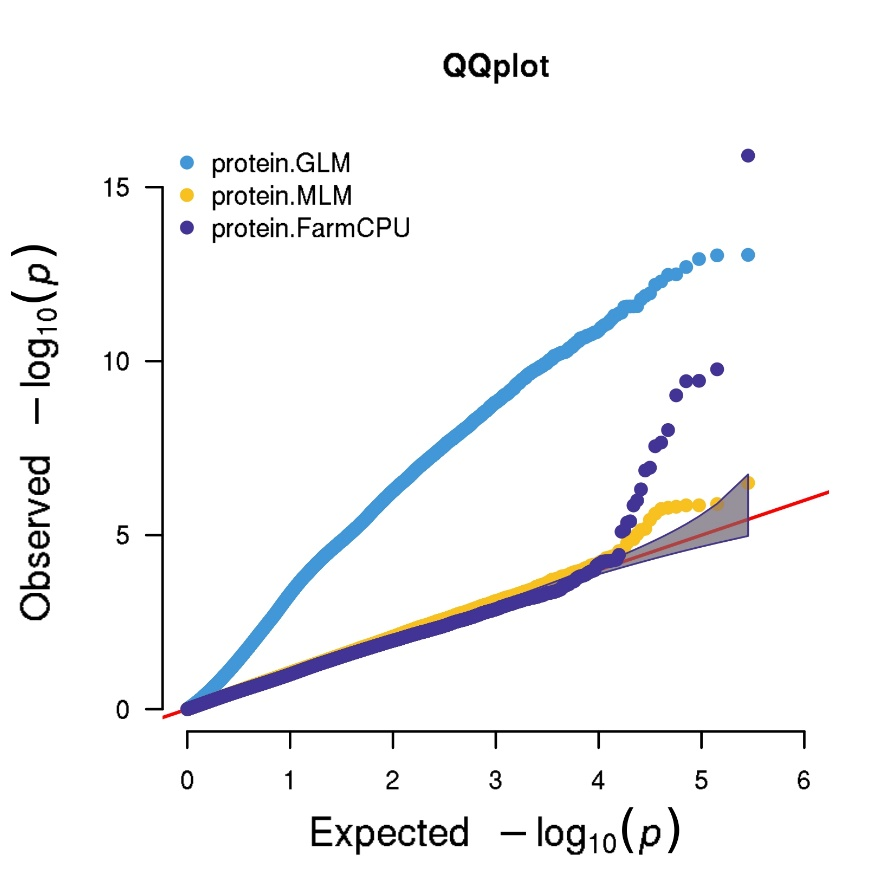 QQplot
protein.GLM
protein.MLM
protein.FarmCPU
15
10
5
0
Observed −log₁₀(p)
0 1 2 3 4 5 6
Expected −log₁₀(p)